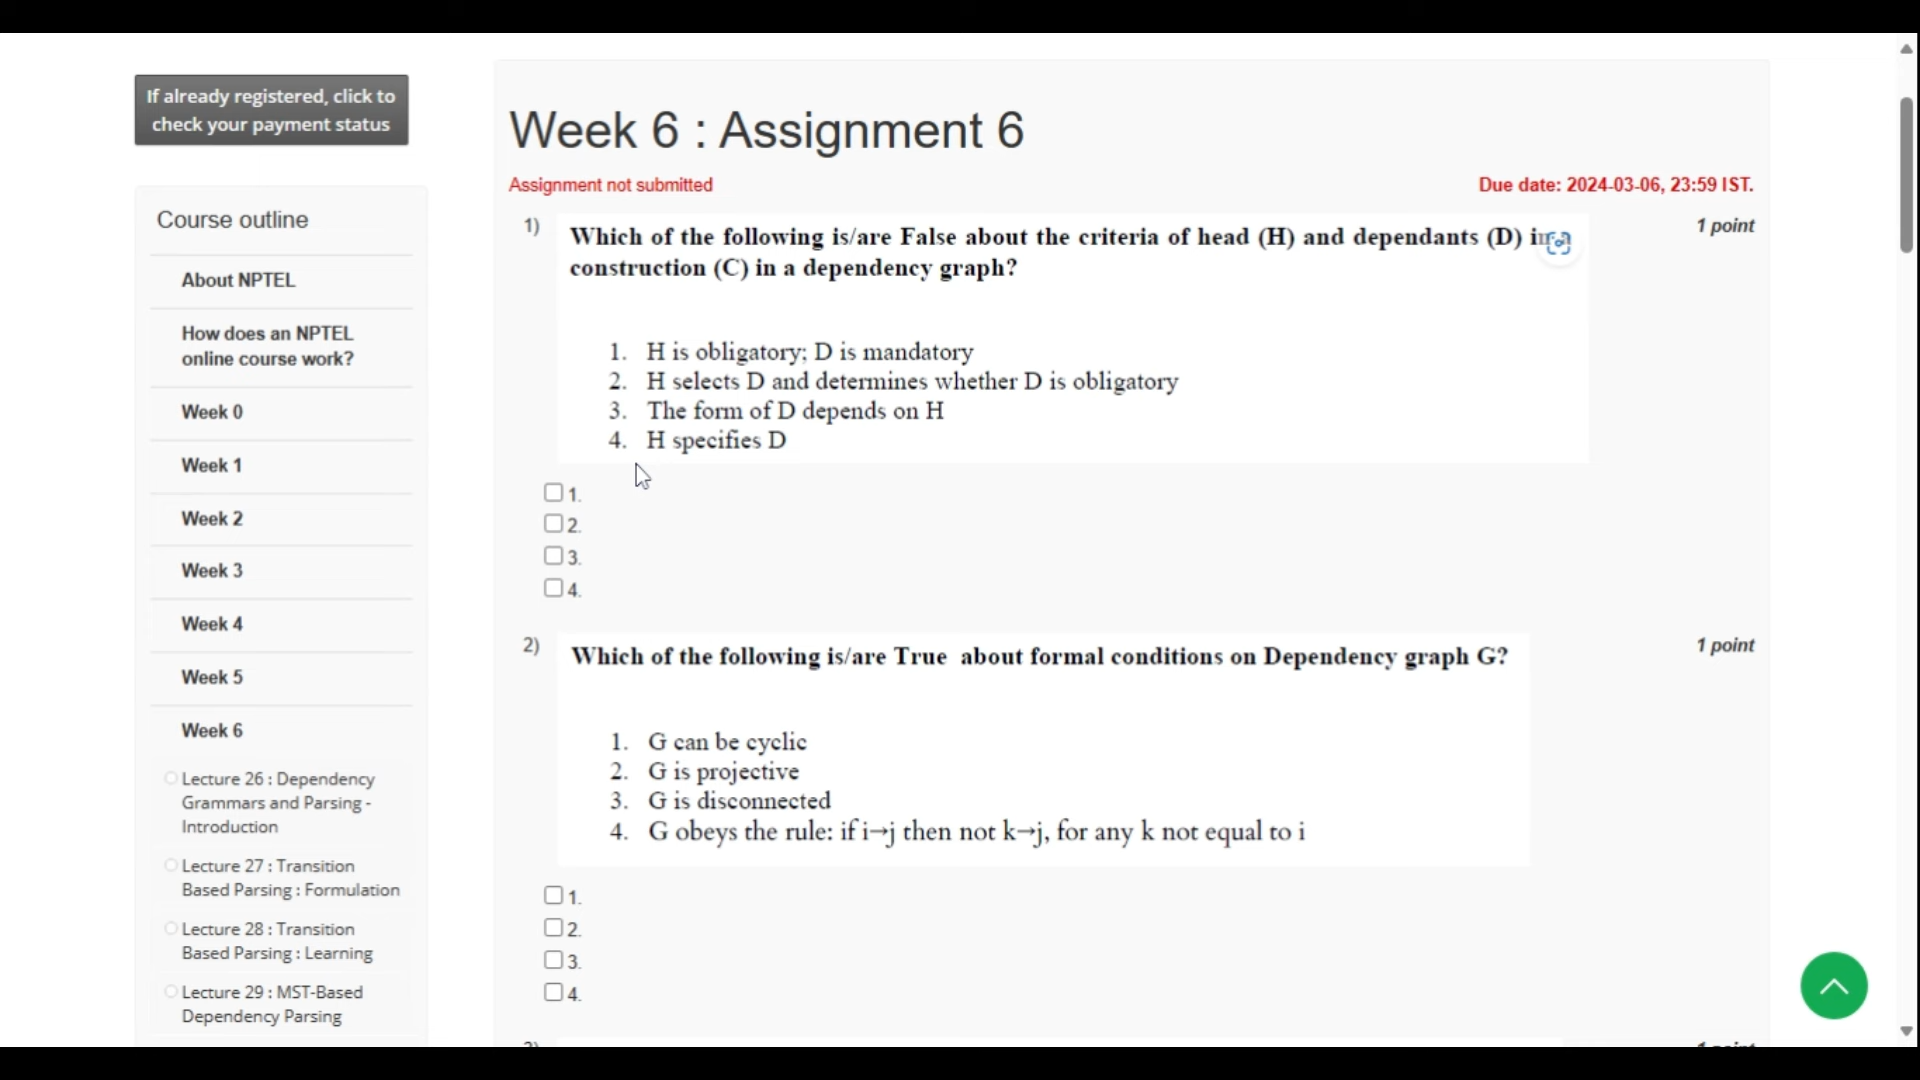 If already registered, click to
check your payment status
Course outline
About NPTEL
How does an NPTEL
online course work?
Week 0
Week 1
Week 2
Week 3
Week 4
Week 5
Week 6
Lecture 26 : Dependency
Grammars and Parsing -
Introduction
Lecture 27 : Transition
Based Parsing : Formulation
Lecture 28 : Transition
Based Parsing : Learning
Lecture 29 : MST-Based
Dependency Parsing
Week 6 : Assignment 6
Assignment not submitted
Due date: 2024-03-06, 23:59 IST.
1)
1 point
Which of the following is/are False about the criteria of head (H) and dependants (D)
construction (C) in a dependency graph?
1. H is obligatory; D is mandatory
2. H selects D and determines whether D is obligatory
3. The form of D depends on H
4. H specifies D
1.
2.
3.
4.
2)
1 point
Which of the following is/are True about formal conditions on Dependency graph G?
1. G can be cyclic
2. G is projective
3. G is disconnected
4. G obeys the rule: if i→j then not k→j, for any k not equal to i
1.
2.
3.
4.